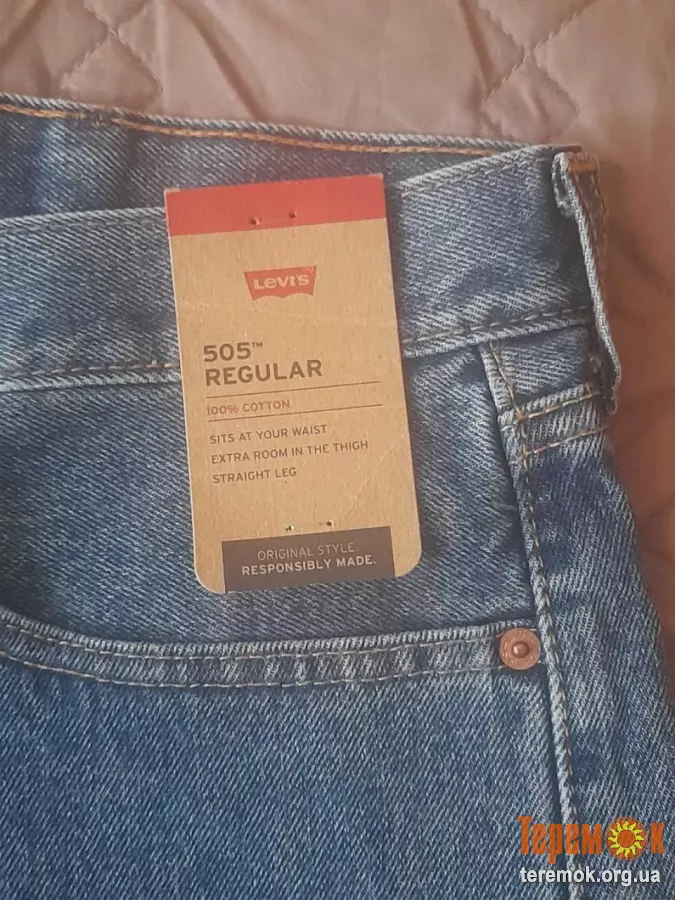 LEVI'S
505™
REGULAR
100% COTTON
SITS AT YOUR WAIST
EXTRA ROOM IN THE THIGH
STRAIGHT LEG
ORIGINAL STYLE.
RESPONSIBLY MADE.
Теремок
teremok.org.ua